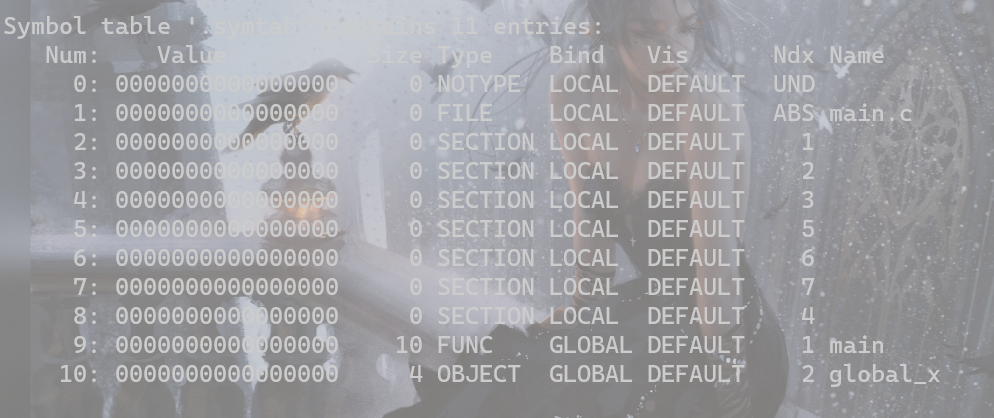 Symbol table '.symtab' contains 11 entries:
   Num:    Value          Size Type    Bind   Vis      Ndx Name
     0: 0000000000000000     0 NOTYPE  LOCAL  DEFAULT  UND
     1: 0000000000000000     0 FILE    LOCAL  DEFAULT  ABS main.c
     2: 0000000000000000     0 SECTION LOCAL  DEFAULT    1
     3: 0000000000000000     0 SECTION LOCAL  DEFAULT    2
     4: 0000000000000000     0 SECTION LOCAL  DEFAULT    3
     5: 0000000000000000     0 SECTION LOCAL  DEFAULT    5
     6: 0000000000000000     0 SECTION LOCAL  DEFAULT    6
     7: 0000000000000000     0 SECTION LOCAL  DEFAULT    7
     8: 0000000000000000     0 SECTION LOCAL  DEFAULT    4
     9: 0000000000000000    10 FUNC    GLOBAL DEFAULT    1 main
    10: 0000000000000000     4 OBJECT  GLOBAL DEFAULT    2 global_x